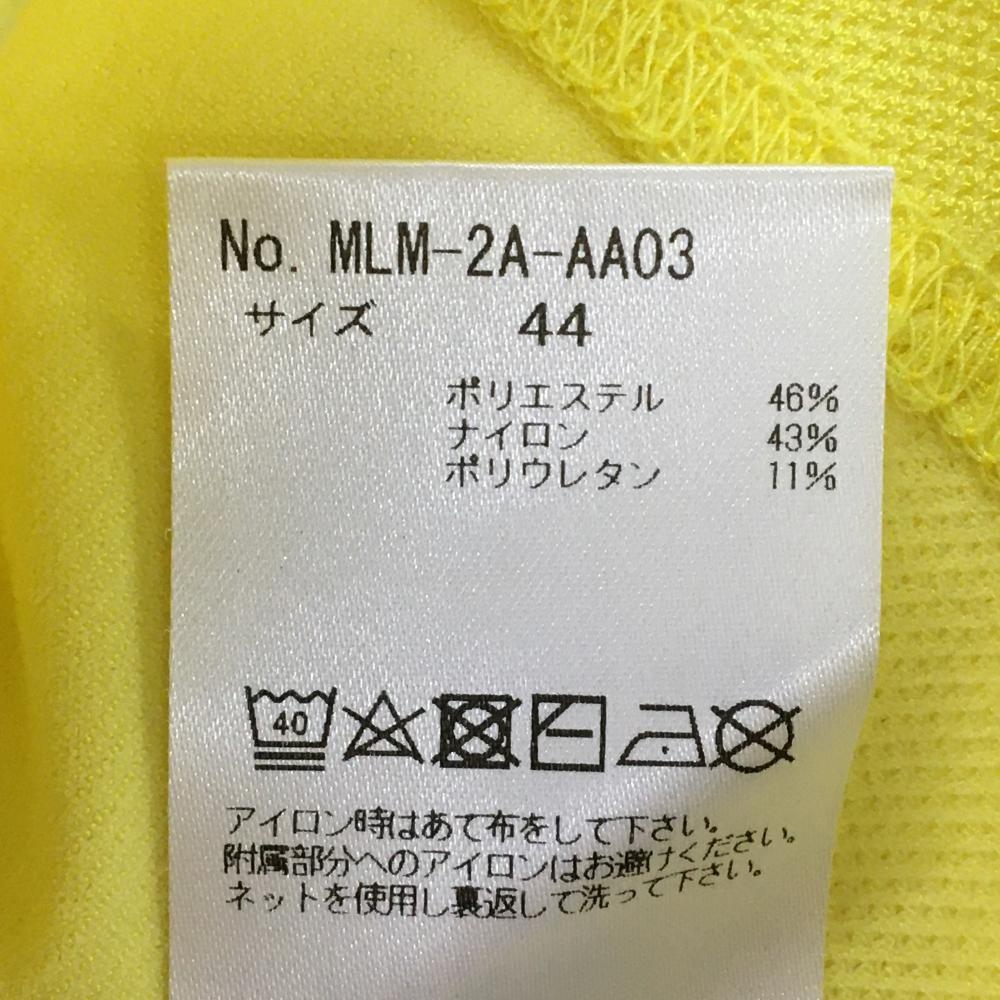 No. MLM-2A-AA03
サイズ 44
ポリエステル 46%
ナイロン 43%
ポリウレタン 11%
40
アイロン時はあて布をして下さい。
附属部分へのアイロンはお避けください。
ネットを使用し裏返して洗って下さい。